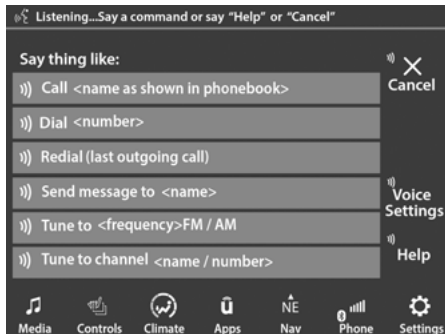 Listening...Say a command or say “Help” or “Cancel”
Say thing like:
Call <name as shown in phonebook>
Cancel
Dial <number>
Redial (last outgoing call)
Send message to <name>
Voice
Settings
Tune to <frequency>FM / AM
Help
Tune to channel <name / number>
û
NE
Media Controls Climate Apps Nav Phone Settings